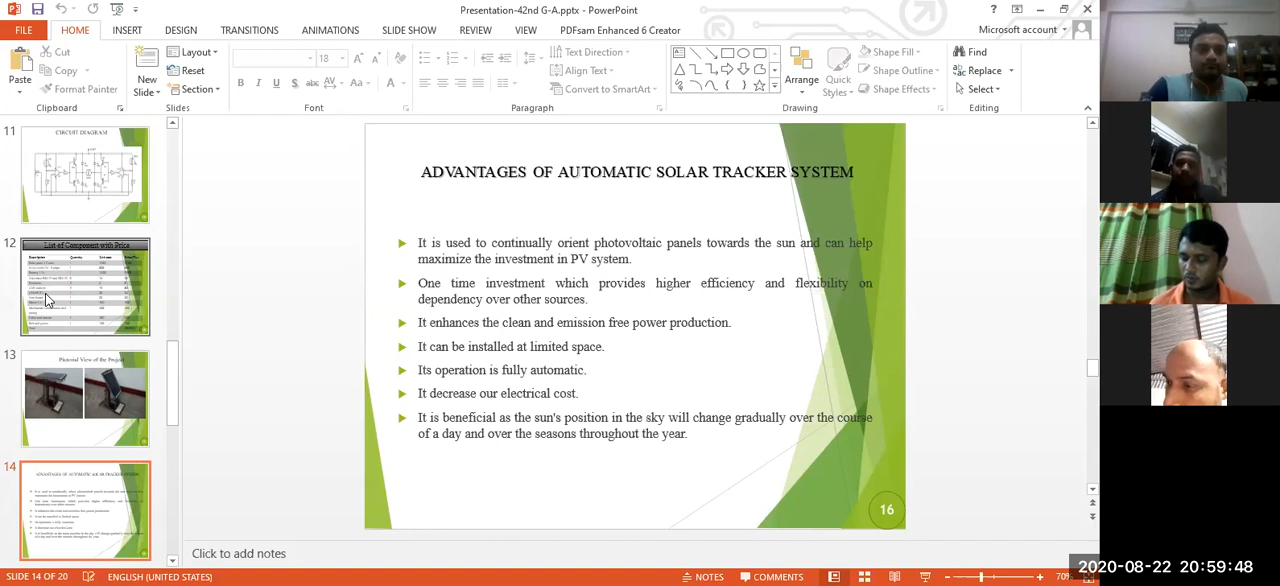 Presentation-42nd G-A.pptx - PowerPoint
FILE HOME INSERT DESIGN TRANSITIONS ANIMATIONS SLIDE SHOW REVIEW VIEW PDFsam Enhanced 6 Creator Microsoft account
Paste
Cut
Copy
Format Painter
Clipboard
New
Slide
Layout
Reset
Section
Slides
18
Font
Text Direction
Align Text
Convert to SmartArt
Paragraph
Arrange
Quick
Styles
Shape Fill
Shape Outline
Shape Effects
Drawing
Find
Replace
Select
Editing
11
CIRCUIT DIAGRAM
12
List of Component with Price
13
Pictorial View of the Project
14
ADVANTAGES OF AUTOMATIC SOLAR TRACKER SYSTEM
ADVANTAGES OF AUTOMATIC SOLAR TRACKER SYSTEM
It is used to continually orient photovoltaic panels towards the sun and can help
maximize the investment in PV system.
One time investment which provides higher efficiency and flexibility on
dependency over other sources.
It enhances the clean and emission free power production.
It can be installed at limited space.
Its operation is fully automatic.
It decrease our electrical cost.
It is beneficial as the sun's position in the sky will change gradually over the course
of a day and over the seasons throughout the year.
16
Click to add notes
SLIDE 14 OF 20 ENGLISH (UNITED STATES) NOTES COMMENTS 70%
2020-08-22 20:59:48